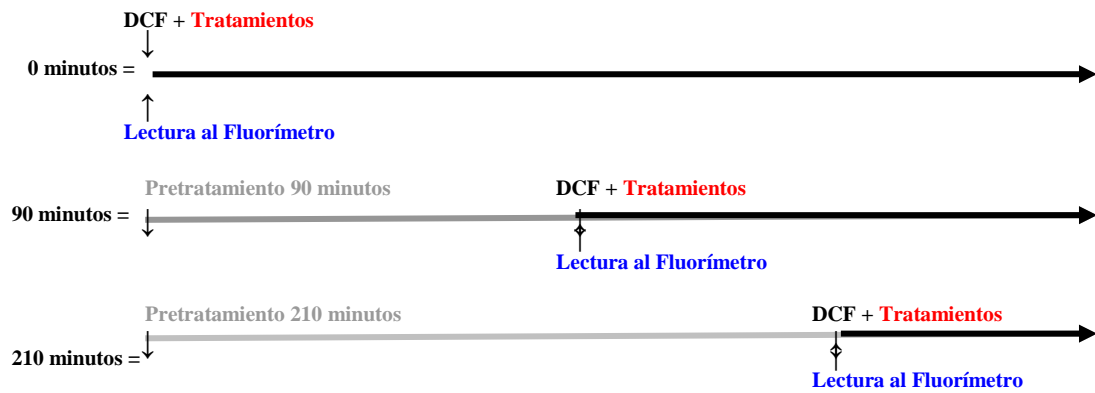 DCF + Tratamientos
0 minutos =
Lectura al Fluorímetro
Pretratamiento 90 minutos
DCF + Tratamientos
90 minutos =
Lectura al Fluorímetro
Pretratamiento 210 minutos
DCF + Tratamientos
210 minutos =
Lectura al Fluorímetro